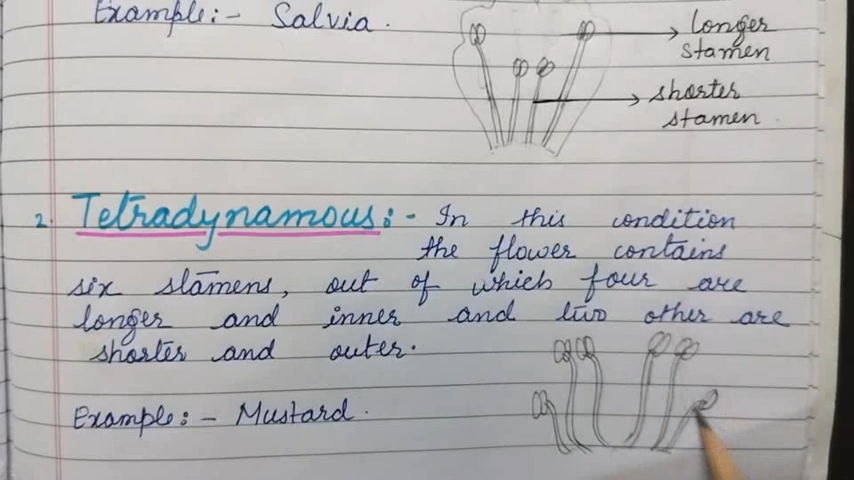 Example:- Salvia.
longer
stamen
shorter
stamen
2. Tetradynamous:- In this condition
the flower contains
six stamens, out of which four are
longer and inner and two other are
shorter and outer.
Example:- Mustard.